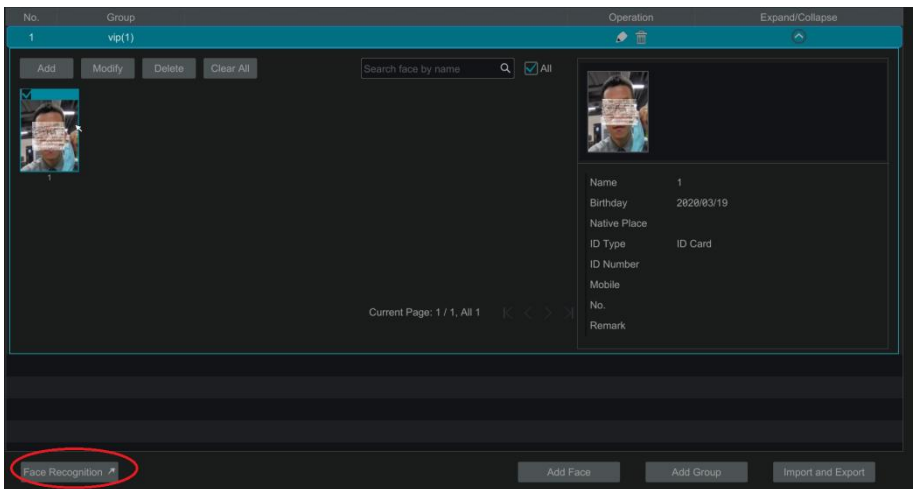 No. Group Operation Expand/Collapse
1 vip(1)
Add Modify Delete Clear All Search face by name All
1
Name 1
Birthday 2020/03/19
Native Place
ID Type ID Card
ID Number
Mobile
No.
Remark
Current Page: 1 / 1, All 1
Face Recognition Add Face Add Group Import and Export